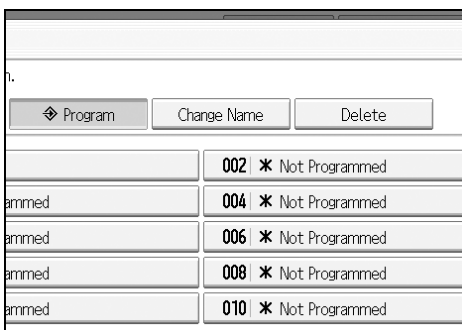 n.
Program Change Name Delete
002 Not Programmed
ammed 004 Not Programmed
ammed 006 Not Programmed
ammed 008 Not Programmed
ammed 010 Not Programmed